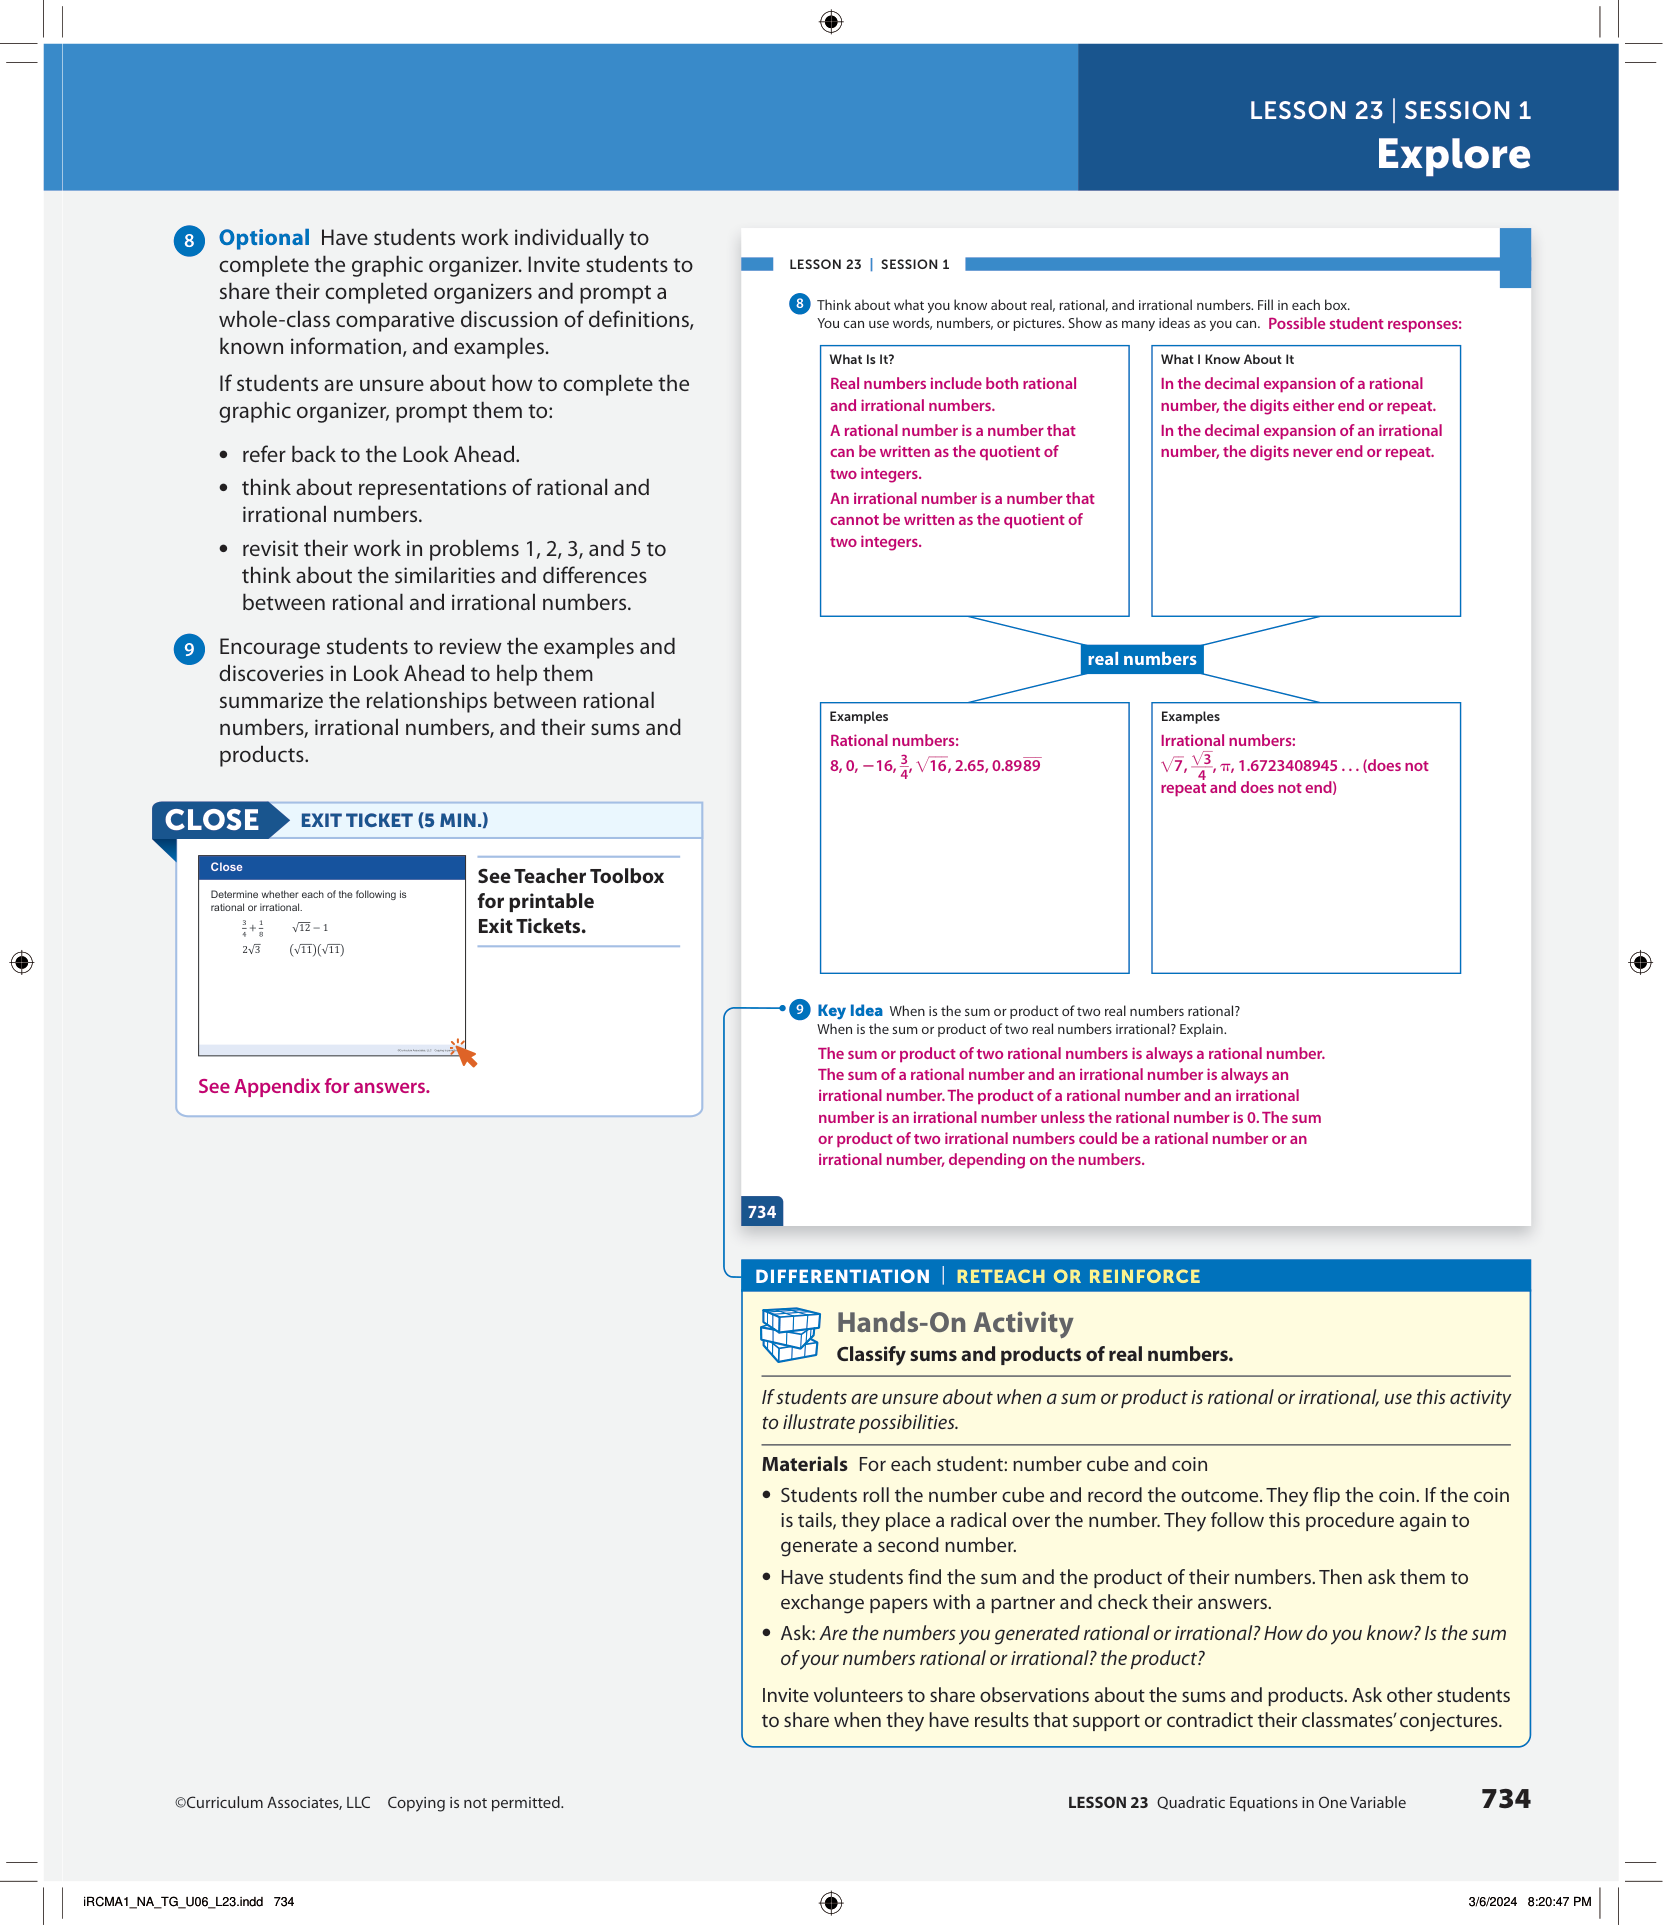 LESSON 23 | SESSION 1
Explore
8 Optional Have students work individually to
complete the graphic organizer. Invite students to
share their completed organizers and prompt a
whole-class comparative discussion of definitions,
known information, and examples.
If students are unsure about how to complete the
graphic organizer, prompt them to:
• refer back to the Look Ahead.
• think about representations of rational and
irrational numbers.
• revisit their work in problems 1, 2, 3, and 5 to
think about the similarities and differences
between rational and irrational numbers.
9 Encourage students to review the examples and
discoveries in Look Ahead to help them
summarize the relationships between rational
numbers, irrational numbers, and their sums and
products.
CLOSE EXIT TICKET (5 MIN.)
Close
Determine whether each of the following is
rational or irrational.
3/4 + 1/8 √12 − 1
2√3 (√11)(√11)
See Teacher Toolbox
for printable
Exit Tickets.
See Appendix for answers.
LESSON 23 | SESSION 1
8 Think about what you know about real, rational, and irrational numbers. Fill in each box.
You can use words, numbers, or pictures. Show as many ideas as you can. Possible student responses:
What Is It?
Real numbers include both rational
and irrational numbers.
A rational number is a number that
can be written as the quotient of
two integers.
An irrational number is a number that
cannot be written as the quotient of
two integers.
What I Know About It
In the decimal expansion of a rational
number, the digits either end or repeat.
In the decimal expansion of an irrational
number, the digits never end or repeat.
real numbers
Examples
Rational numbers:
8, 0, −16, 3/4, √16, 2.65, 0.8989̅
Examples
Irrational numbers:
√7, √3/4, π, 1.6723408945 . . . (does not
repeat and does not end)
9 Key Idea When is the sum or product of two real numbers rational?
When is the sum or product of two real numbers irrational? Explain.
The sum or product of two rational numbers is always a rational number.
The sum of a rational number and an irrational number is always an
irrational number. The product of a rational number and an irrational
number is an irrational number unless the rational number is 0. The sum
or product of two irrational numbers could be a rational number or an
irrational number, depending on the numbers.
734
DIFFERENTIATION | RETEACH OR REINFORCE
Hands-On Activity
Classify sums and products of real numbers.
If students are unsure about when a sum or product is rational or irrational, use this activity
to illustrate possibilities.
Materials For each student: number cube and coin
• Students roll the number cube and record the outcome. They flip the coin. If the coin
is tails, they place a radical over the number. They follow this procedure again to
generate a second number.
• Have students find the sum and the product of their numbers. Then ask them to
exchange papers with a partner and check their answers.
• Ask: Are the numbers you generated rational or irrational? How do you know? Is the sum
of your numbers rational or irrational? the product?
Invite volunteers to share observations about the sums and products. Ask other students
to share when they have results that support or contradict their classmates’ conjectures.
©Curriculum Associates, LLC Copying is not permitted.
LESSON 23 Quadratic Equations in One Variable 734
iRCMA1_NA_TG_U06_L23.indd 734
3/6/2024 8:20:47 PM